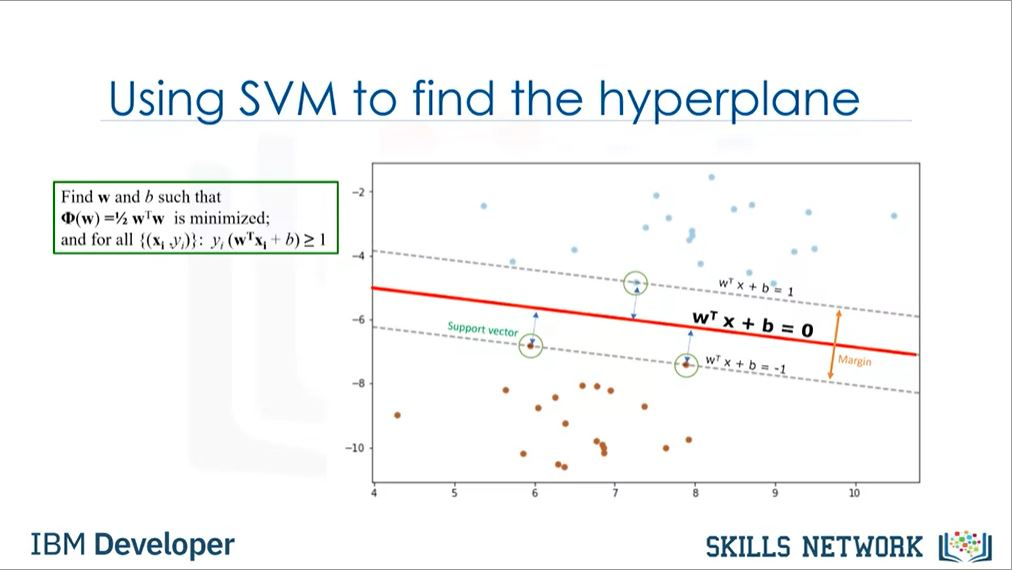 Using SVM to find the hyperplane
Find w and b such that
Φ(w) =½ wᵀw is minimized;
and for all {(xᵢ ,yᵢ)}: yᵢ (wᵀxᵢ + b) ≥ 1
−2
−4
−6
−8
−10
4 5 6 7 8 9 10
wᵀ x + b = 1
wᵀ x + b = 0
Support vector
wᵀ x + b = -1
Margin
IBM Developer
SKILLS NETWORK